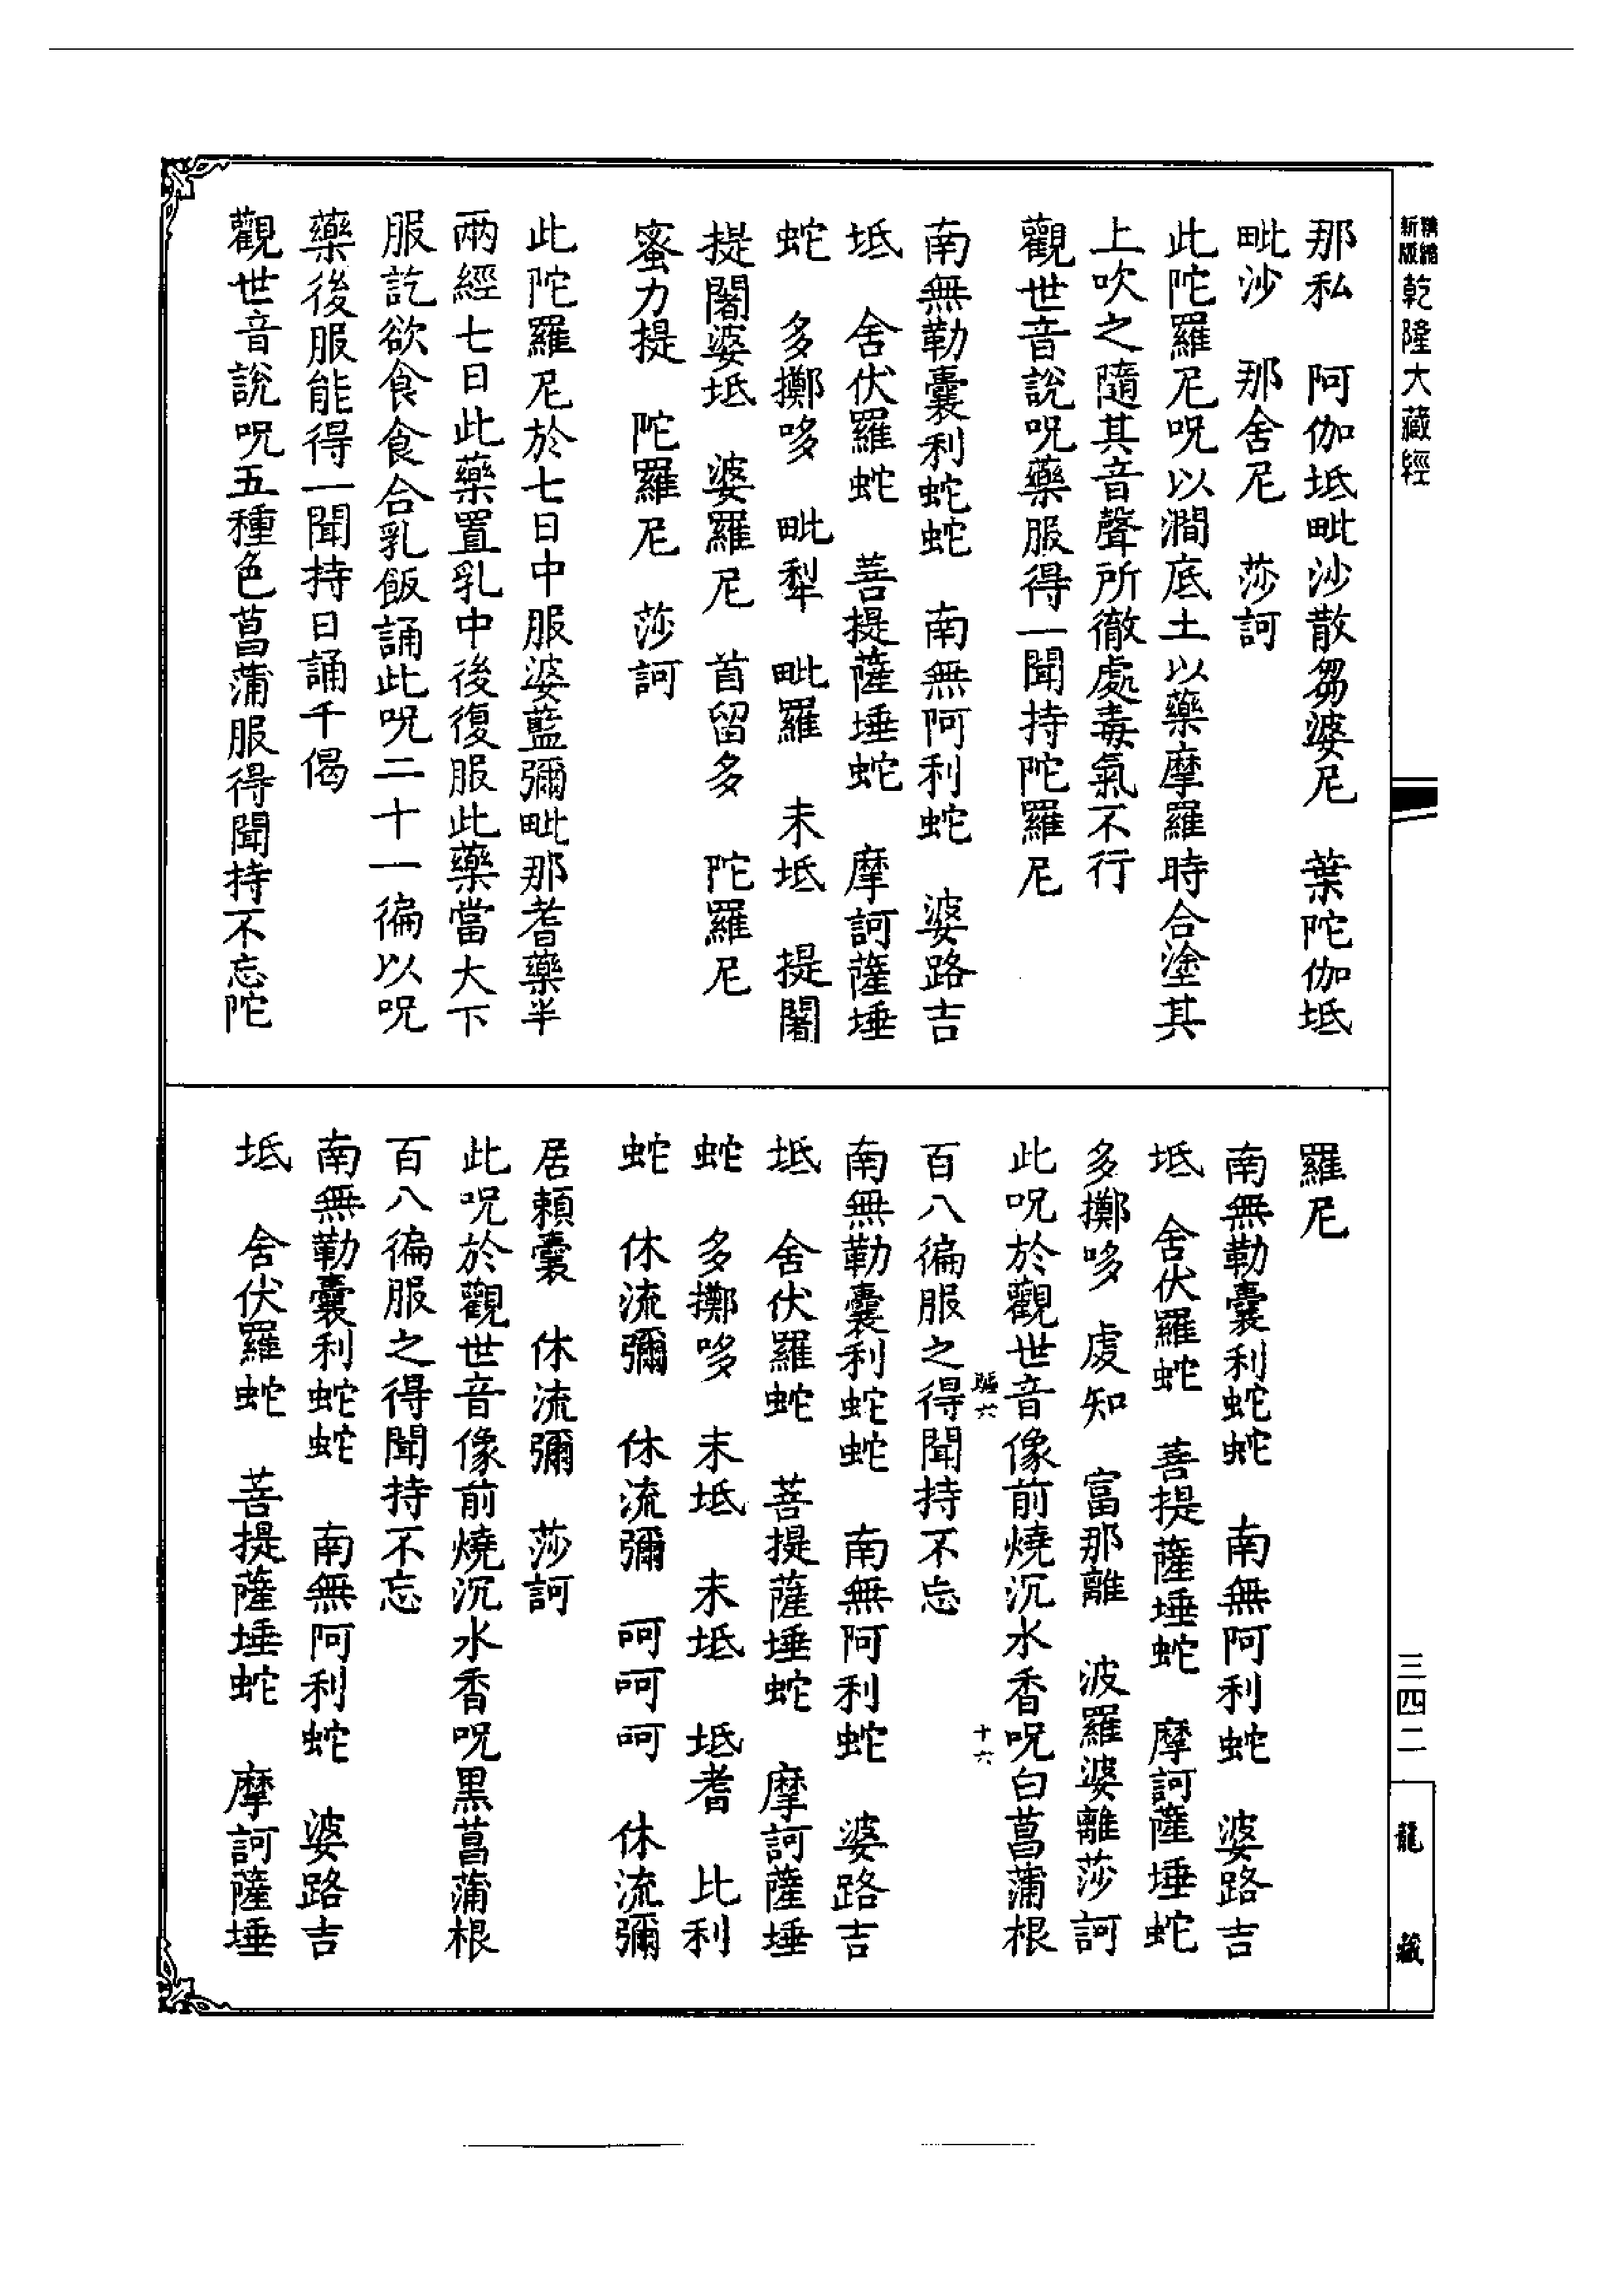 精編新版乾隆大藏經
那私　阿伽坻毗沙散芻婆尼　葉陀伽坻
毗沙　那舍尼　莎訶
此陀羅尼呪以澗底土以藥摩羅時合塗其
上吹之隨其音聲所徹處毒氣不行
觀世音說呪藥服得一聞持陀羅尼
南無勒囊利蛇蛇　南無阿利蛇　婆路吉
坻　舍伏羅蛇　菩提薩埵蛇　摩訶薩埵
蛇　多擲哆　毗犁　毗羅　未坻　提闍
提闍婆坻　婆羅尼　首留多　陀羅尼
蜜力提　陀羅尼　莎訶
此陀羅尼於七日中服婆藍彌毗那耆藥半
兩經七日此藥置乳中後復服此藥當大下
服訖欲食食合乳飯誦此呪二十一徧以呪
藥後服能得一聞持日誦千偈
觀世音說呪五種色菖蒲服得聞持不忘陀
羅尼
南無勒囊利蛇蛇　南無阿利蛇　婆路吉
坻　舍伏羅蛇　菩提薩埵蛇　摩訶薩埵蛇
多擲哆　虔知　富那離　波羅婆離莎訶
此呪於觀世音像前燒沉水香呪白菖蒲根
十六
百八徧服之得聞持不忘
南無勒囊利蛇蛇　南無阿利蛇　婆路吉
坻　舍伏羅蛇　菩提薩埵蛇　摩訶薩埵
蛇　多擲哆　未坻　未坻　坻耆　比利
蛇　休流彌　休流彌　呵呵呵　休流彌
居賴囊　休流彌　莎訶
此呪於觀世音像前燒沉水香呪黑菖蒲根
百八徧服之得聞持不忘
南無勒囊利蛇蛇　南無阿利蛇　婆路吉
坻　舍伏羅蛇　菩提薩埵蛇　摩訶薩埵
三四二
龍藏